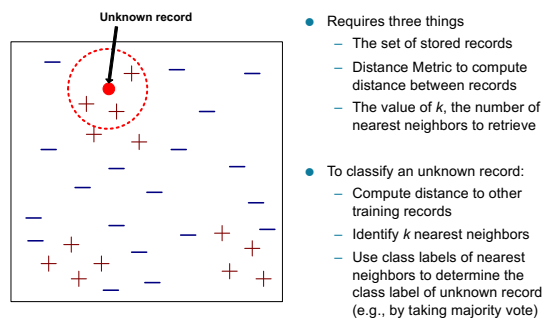 Unknown record
● Requires three things
– The set of stored records
– Distance Metric to compute
distance between records
– The value of k, the number of
nearest neighbors to retrieve
● To classify an unknown record:
– Compute distance to other
training records
– Identify k nearest neighbors
– Use class labels of nearest
neighbors to determine the
class label of unknown record
(e.g., by taking majority vote)